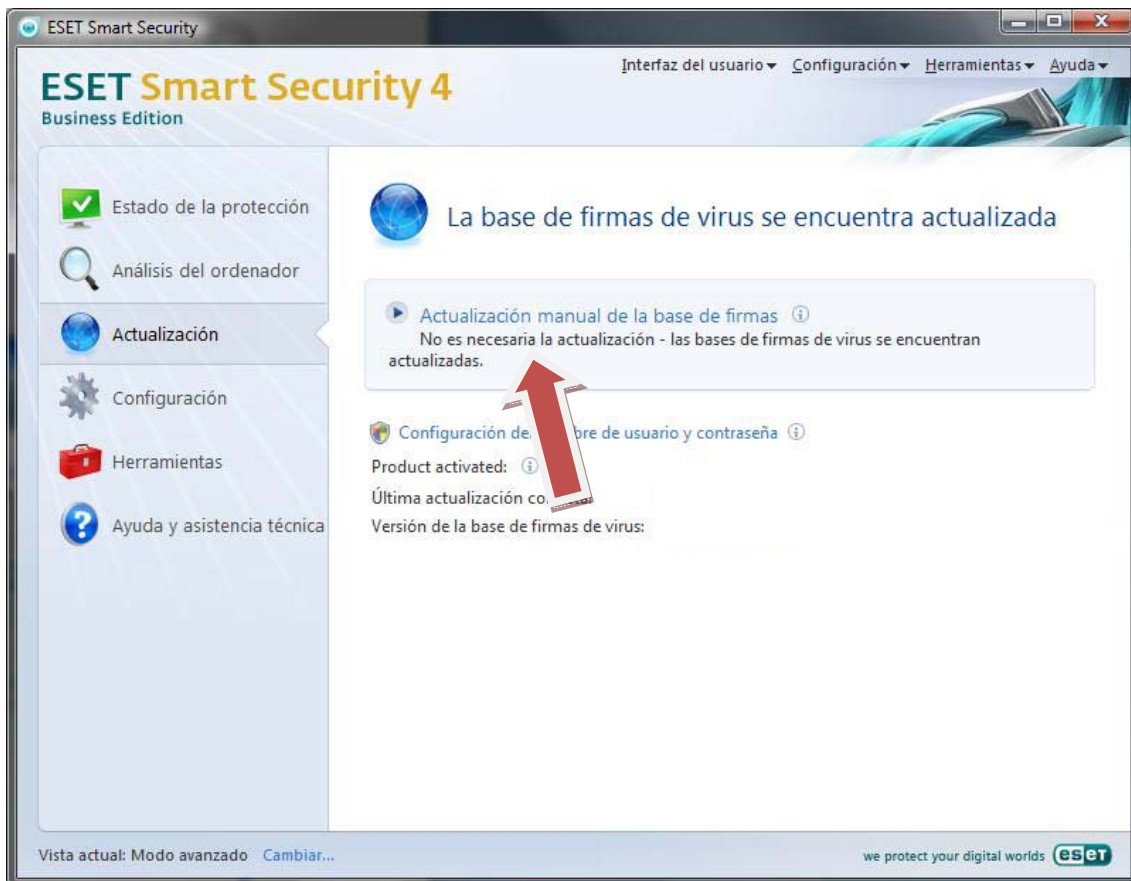 ESET Smart Security
Interfaz del usuario Configuración Herramientas Ayuda
ESET Smart Security 4
Business Edition
Estado de la protección
Análisis del ordenador
Actualización
Configuración
Herramientas
Ayuda y asistencia técnica
La base de firmas de virus se encuentra actualizada
Actualización manual de la base de firmas
No es necesaria la actualización - las bases de firmas de virus se encuentran
actualizadas.
Configuración de usuario y contraseña
Product activated:
Última actualización
Versión de la base de firmas de virus:
Vista actual: Modo avanzado Cambiar...
we protect your digital worlds eset